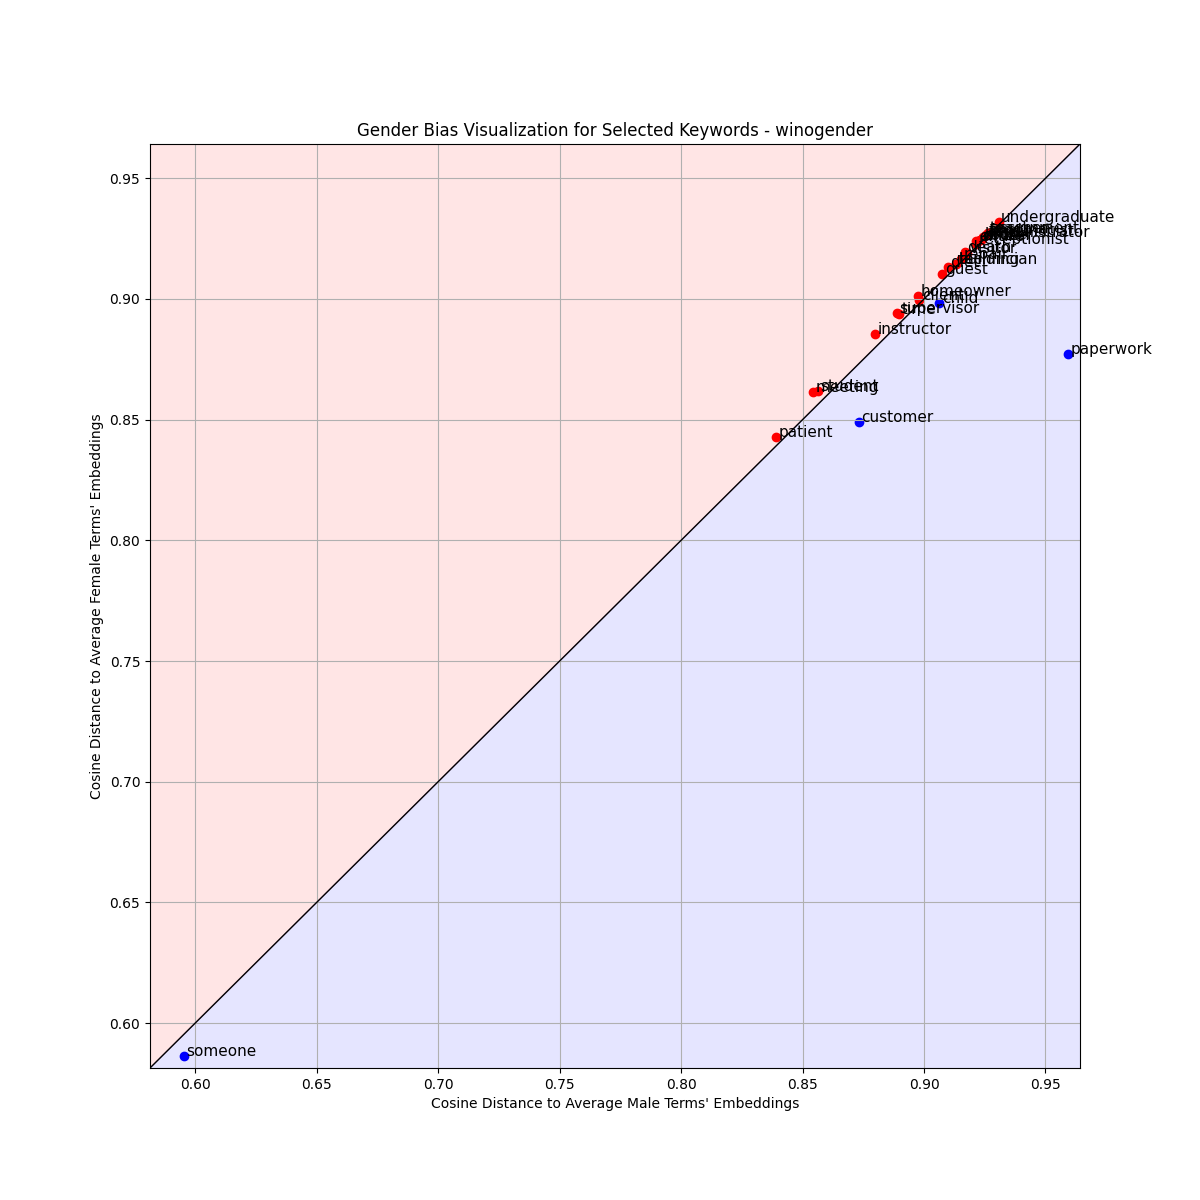 Gender Bias Visualization for Selected Keywords - winogender
0.95
0.90
0.85
0.80
0.75
0.70
0.65
0.60
Cosine Distance to Average Female Terms' Embeddings
undergraduate
guest
homeowner
client
child
supervisor
instructor
paperwork
student
meeting
customer
patient
someone
0.60
0.65
0.70
0.75
0.80
0.85
0.90
0.95
Cosine Distance to Average Male Terms' Embeddings